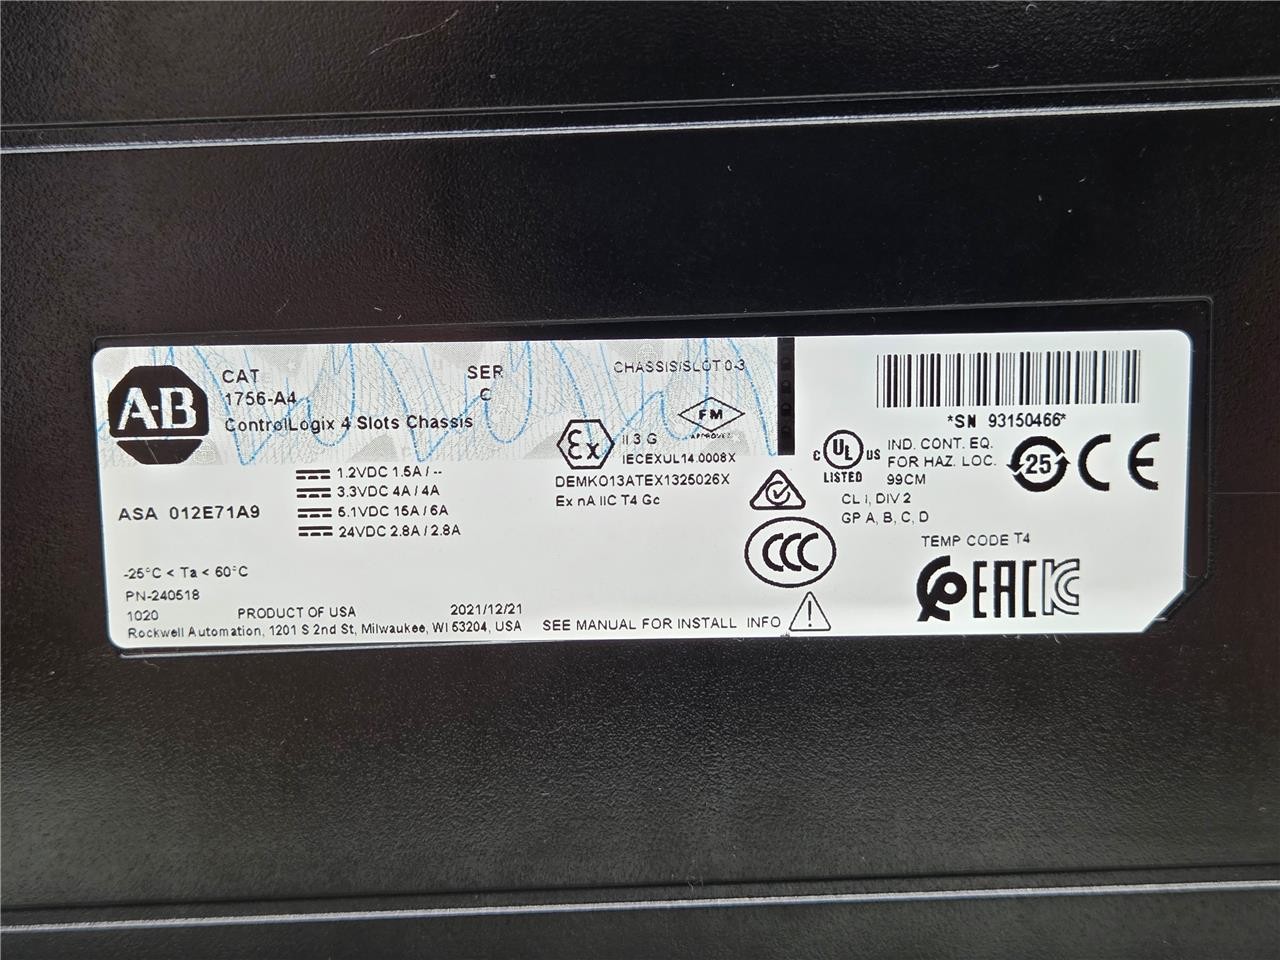 A-B
CAT
1756-A4
ControlLogix 4 Slots Chassis
SER
C
CHASSIS/SLOT 0-3
FM
APPROVED
1.2VDC 1.5A / --
3.3VDC 4A / 4A
5.1VDC 15A / 6A
24VDC 2.8A / 2.8A
ASA 012E71A9
-25°C < Ta < 60°C
PN-240518
1020
PRODUCT OF USA
2021/12/21
Rockwell Automation, 1201 S 2nd St, Milwaukee, WI 53204, USA
Ex
II 3 G
IECEXUL14.0008X
DEMKO13ATEX1325026X
Ex nA IIC T4 Gc
CCC
SEE MANUAL FOR INSTALL INFO
!
*SN 93150466*
c UL US
LISTED
IND. CONT. EQ.
FOR HAZ. LOC.
99CM
CL I, DIV 2
GP A, B, C, D
25
CE
TEMP CODE T4
EAC
KC